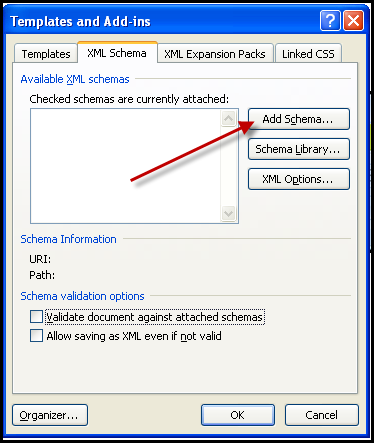 Templates and Add-ins
Templates
XML Schema
XML Expansion Packs
Linked CSS
Available XML schemas
Checked schemas are currently attached:
Add Schema...
Schema Library...
XML Options...
Schema Information
URI:
Path:
Schema validation options
Validate document against attached schemas
Allow saving as XML even if not valid
Organizer...
OK
Cancel